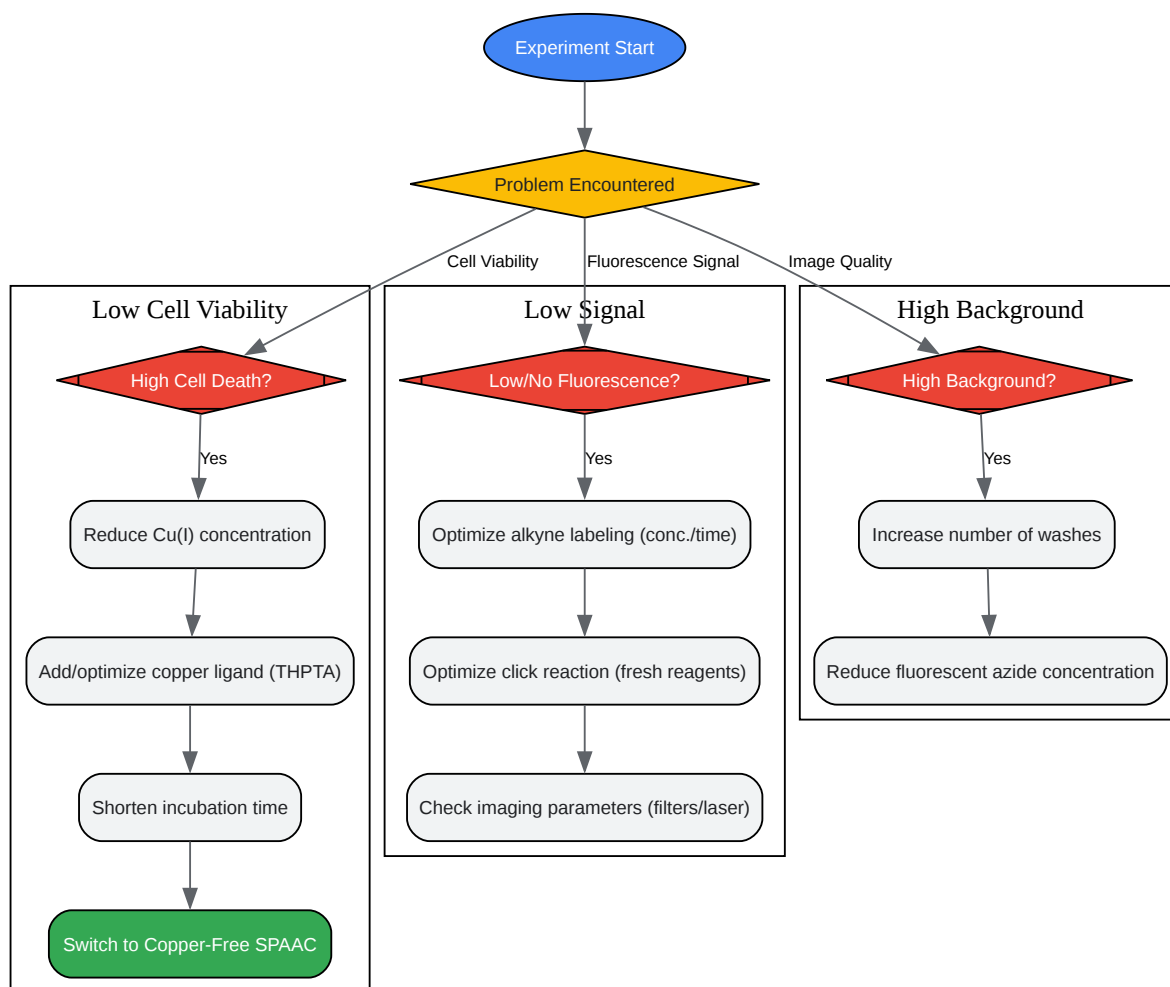 Experiment Start
Problem Encountered
Cell Viability
Fluorescence Signal
Image Quality
Low Cell Viability
High Cell Death?
Yes
Reduce Cu(I) concentration
Add/optimize copper ligand (THPTA)
Shorten incubation time
Switch to Copper-Free SPAAC
Low Signal
Low/No Fluorescence?
Yes
Optimize alkyne labeling (conc./time)
Optimize click reaction (fresh reagents)
Check imaging parameters (filters/laser)
High Background
High Background?
Yes
Increase number of washes
Reduce fluorescent azide concentration